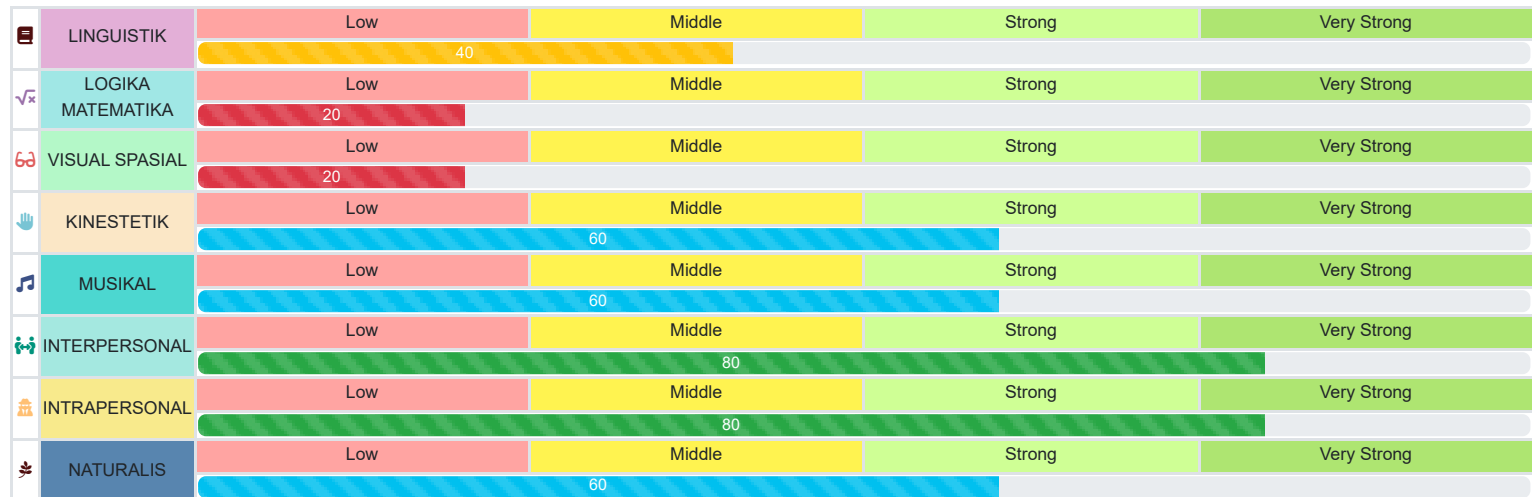 LINGUISTIK
Low Middle Strong Very Strong
40
LOGIKA
MATEMATIKA
Low Middle Strong Very Strong
20
VISUAL SPASIAL
Low Middle Strong Very Strong
20
KINESTETIK
Low Middle Strong Very Strong
60
MUSIKAL
Low Middle Strong Very Strong
60
INTERPERSONAL
Low Middle Strong Very Strong
80
INTRAPERSONAL
Low Middle Strong Very Strong
80
NATURALIS
Low Middle Strong Very Strong
60